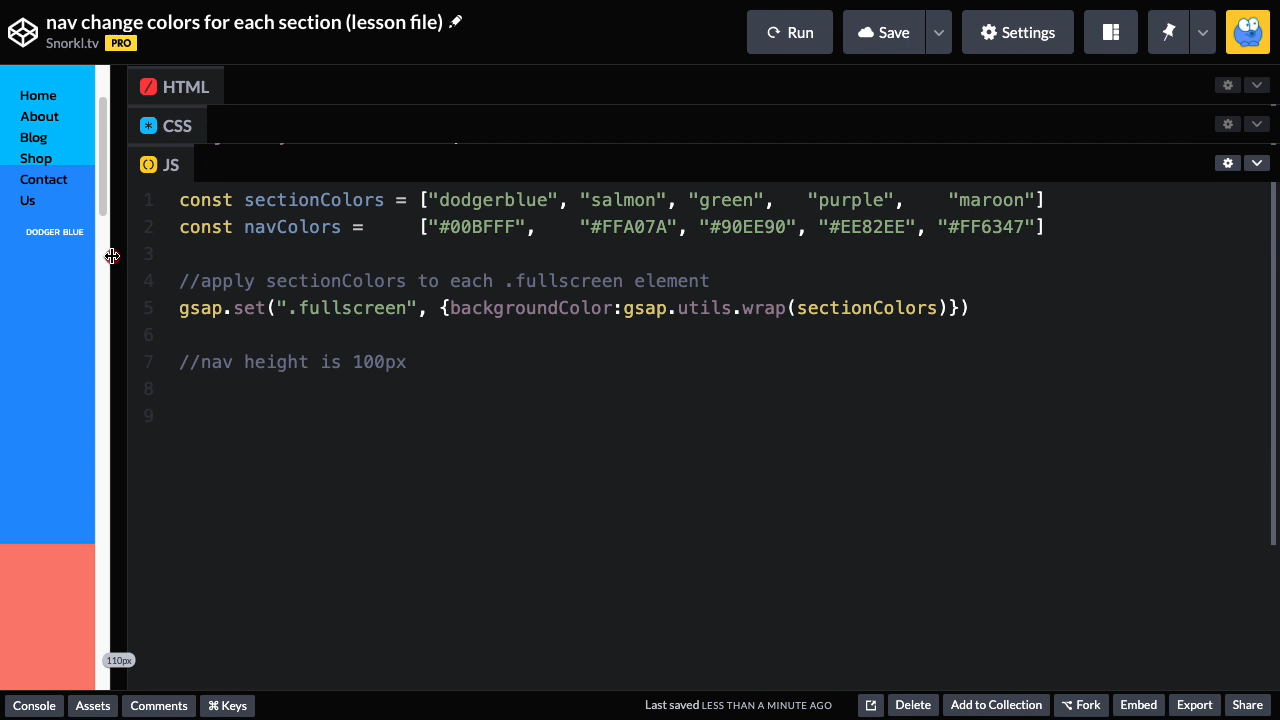 nav change colors for each section (lesson file)
Snorkl.tv PRO
Run
Save
Settings
Home
About
Blog
Shop
Contact
Us
DODGER BLUE
110px
HTML
CSS
JS
1 const sectionColors = ["dodgerblue", "salmon", "green", "purple", "maroon"]
2 const navColors = ["#00BFFF", "#FFA07A", "#90EE90", "#EE82EE", "#FF6347"]
3
4 //apply sectionColors to each .fullscreen element
5 gsap.set(".fullscreen", {backgroundColor:gsap.utils.wrap(sectionColors)})
6
7 //nav height is 100px
8
9
Console Assets Comments ⌘ Keys Last saved LESS THAN A MINUTE AGO Delete Add to Collection ⌥ Fork Embed Export Share